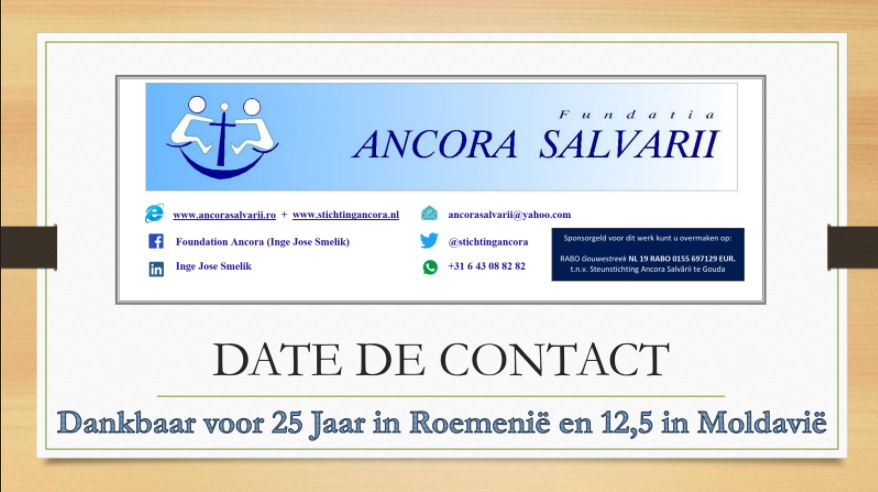 Fundatia
ANCORA SALVARII
www.ancorasalvarii.ro + www.stichtingancora.nl
ancorasalvarii@yahoo.com
Foundation Ancora (Inge Jose Smelik)
@stichtingancora
Inge Jose Smelik
+31 6 43 08 82 82
Sponsorgeld voor dit werk kunt u overmaken op:
RABO Gouwestreek NL 19 RABO 0155 697129 EUR.
t.n.v. Steunstichting Ancora Salvării te Gouda
DATE DE CONTACT
Dankbaar voor 25 Jaar in Roemenië en 12,5 in Moldavië